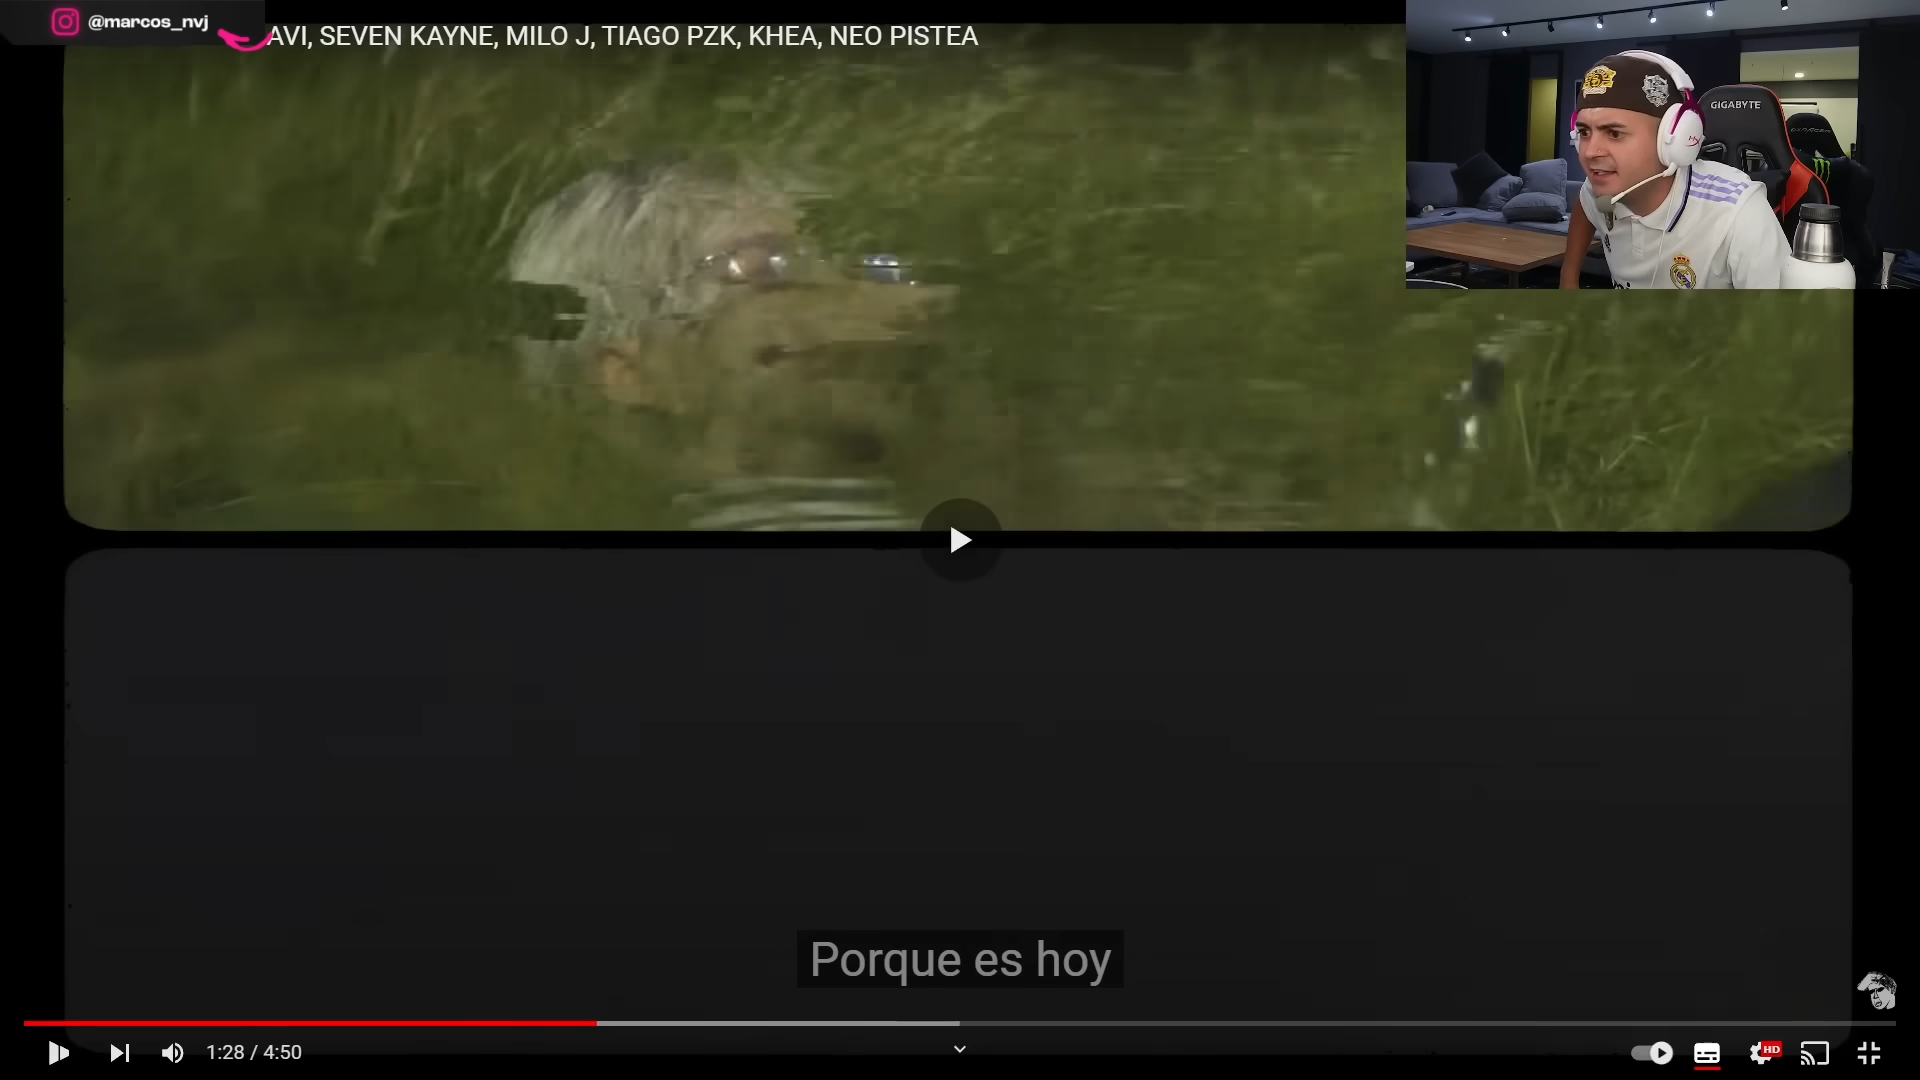 @marcos_nvj
AVI, SEVEN KAYNE, MILO J, TIAGO PZK, KHEA, NEO PISTEA
GIGABYTE
Porque es hoy
1:28 / 4:50
HD